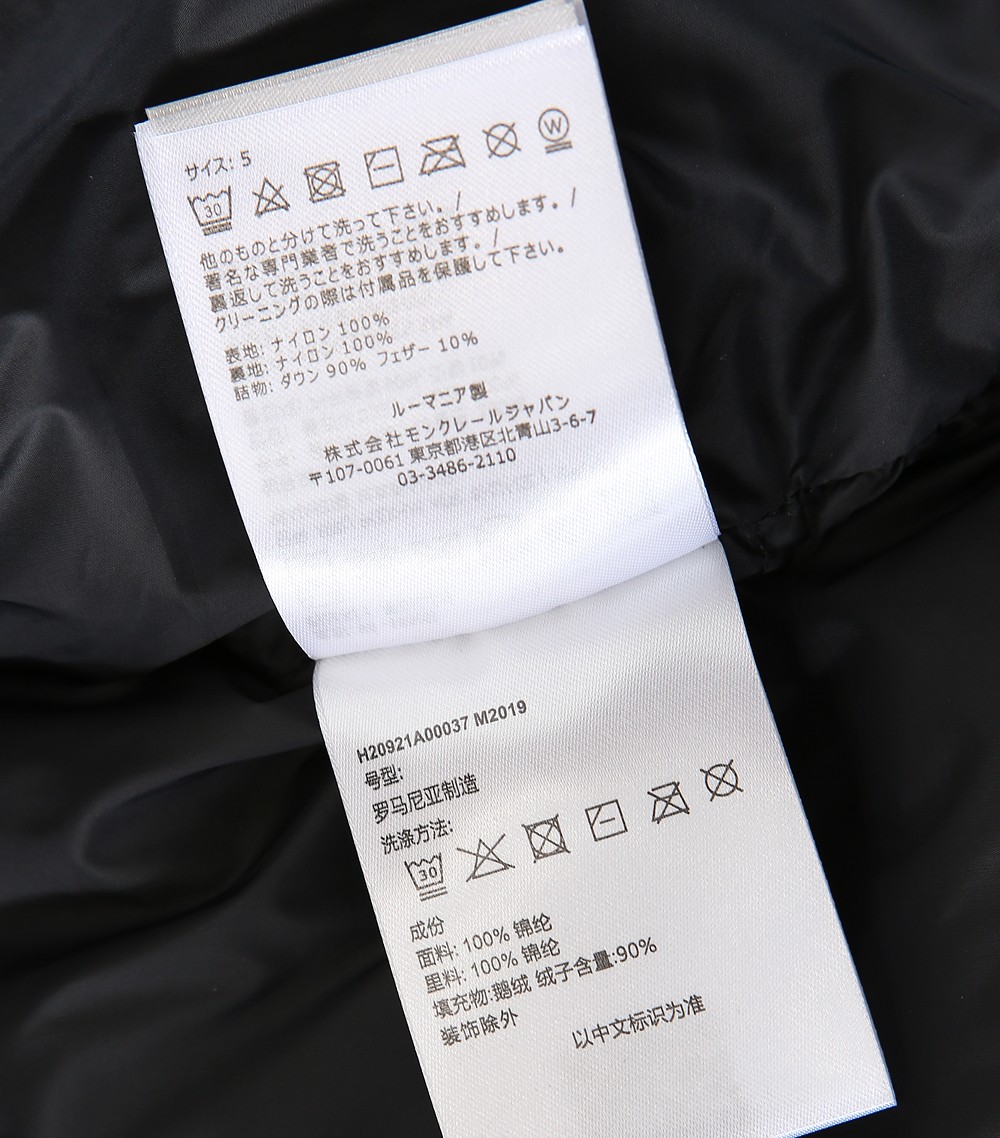 サイズ: 5
30
W
他のものと分けて洗って下さい。/
著名な専門業者で洗うことをおすすめします。/
裏返して洗うことをおすすめします。/
クリーニングの際は付属品を保護して下さい。
表地: ナイロン 100%
裏地: ナイロン 100%
詰物: ダウン 90% フェザー 10%
ルーマニア製
株式会社モンクレールジャパン
〒107-0061 東京都港区北青山3-6-7
03-3486-2110
H20921A00037 M2019
号型:
罗马尼亚制造
洗涤方法:
30
成份
面料: 100% 锦纶
里料: 100% 锦纶
填充物:鹅绒 绒子含量:90%
装饰除外
以中文标识为准